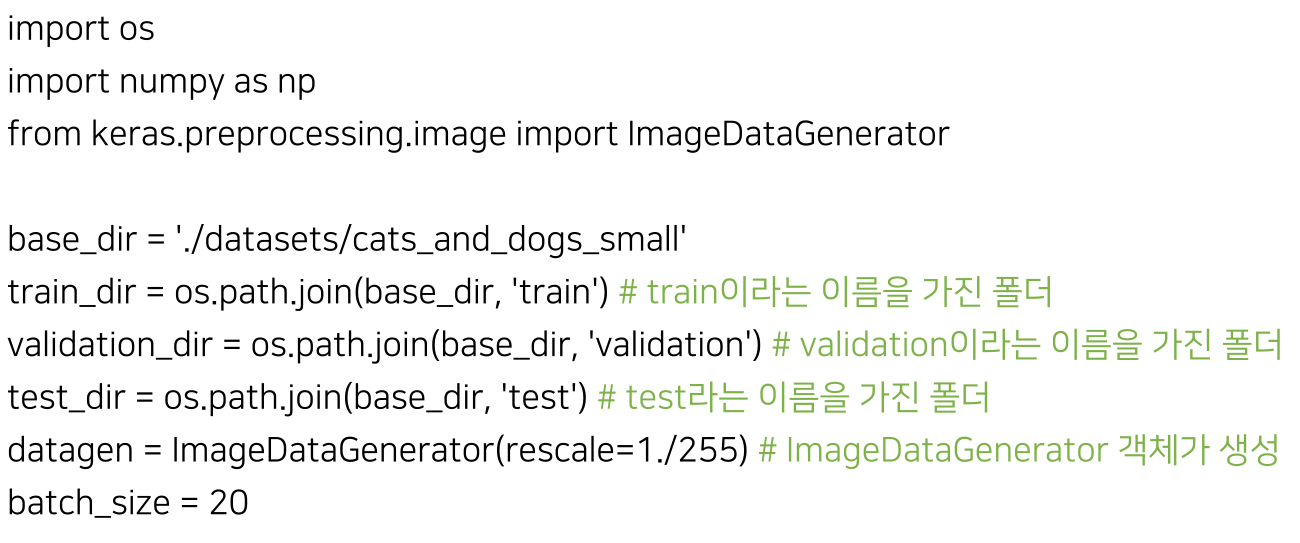 import os
import numpy as np
from keras.preprocessing.image import ImageDataGenerator

base_dir = './datasets/cats_and_dogs_small'
train_dir = os.path.join(base_dir, 'train') # train이라는 이름을 가진 폴더
validation_dir = os.path.join(base_dir, 'validation') # validation이라는 이름을 가진 폴더
test_dir = os.path.join(base_dir, 'test') # test라는 이름을 가진 폴더
datagen = ImageDataGenerator(rescale=1./255) # ImageDataGenerator 객체가 생성
batch_size = 20